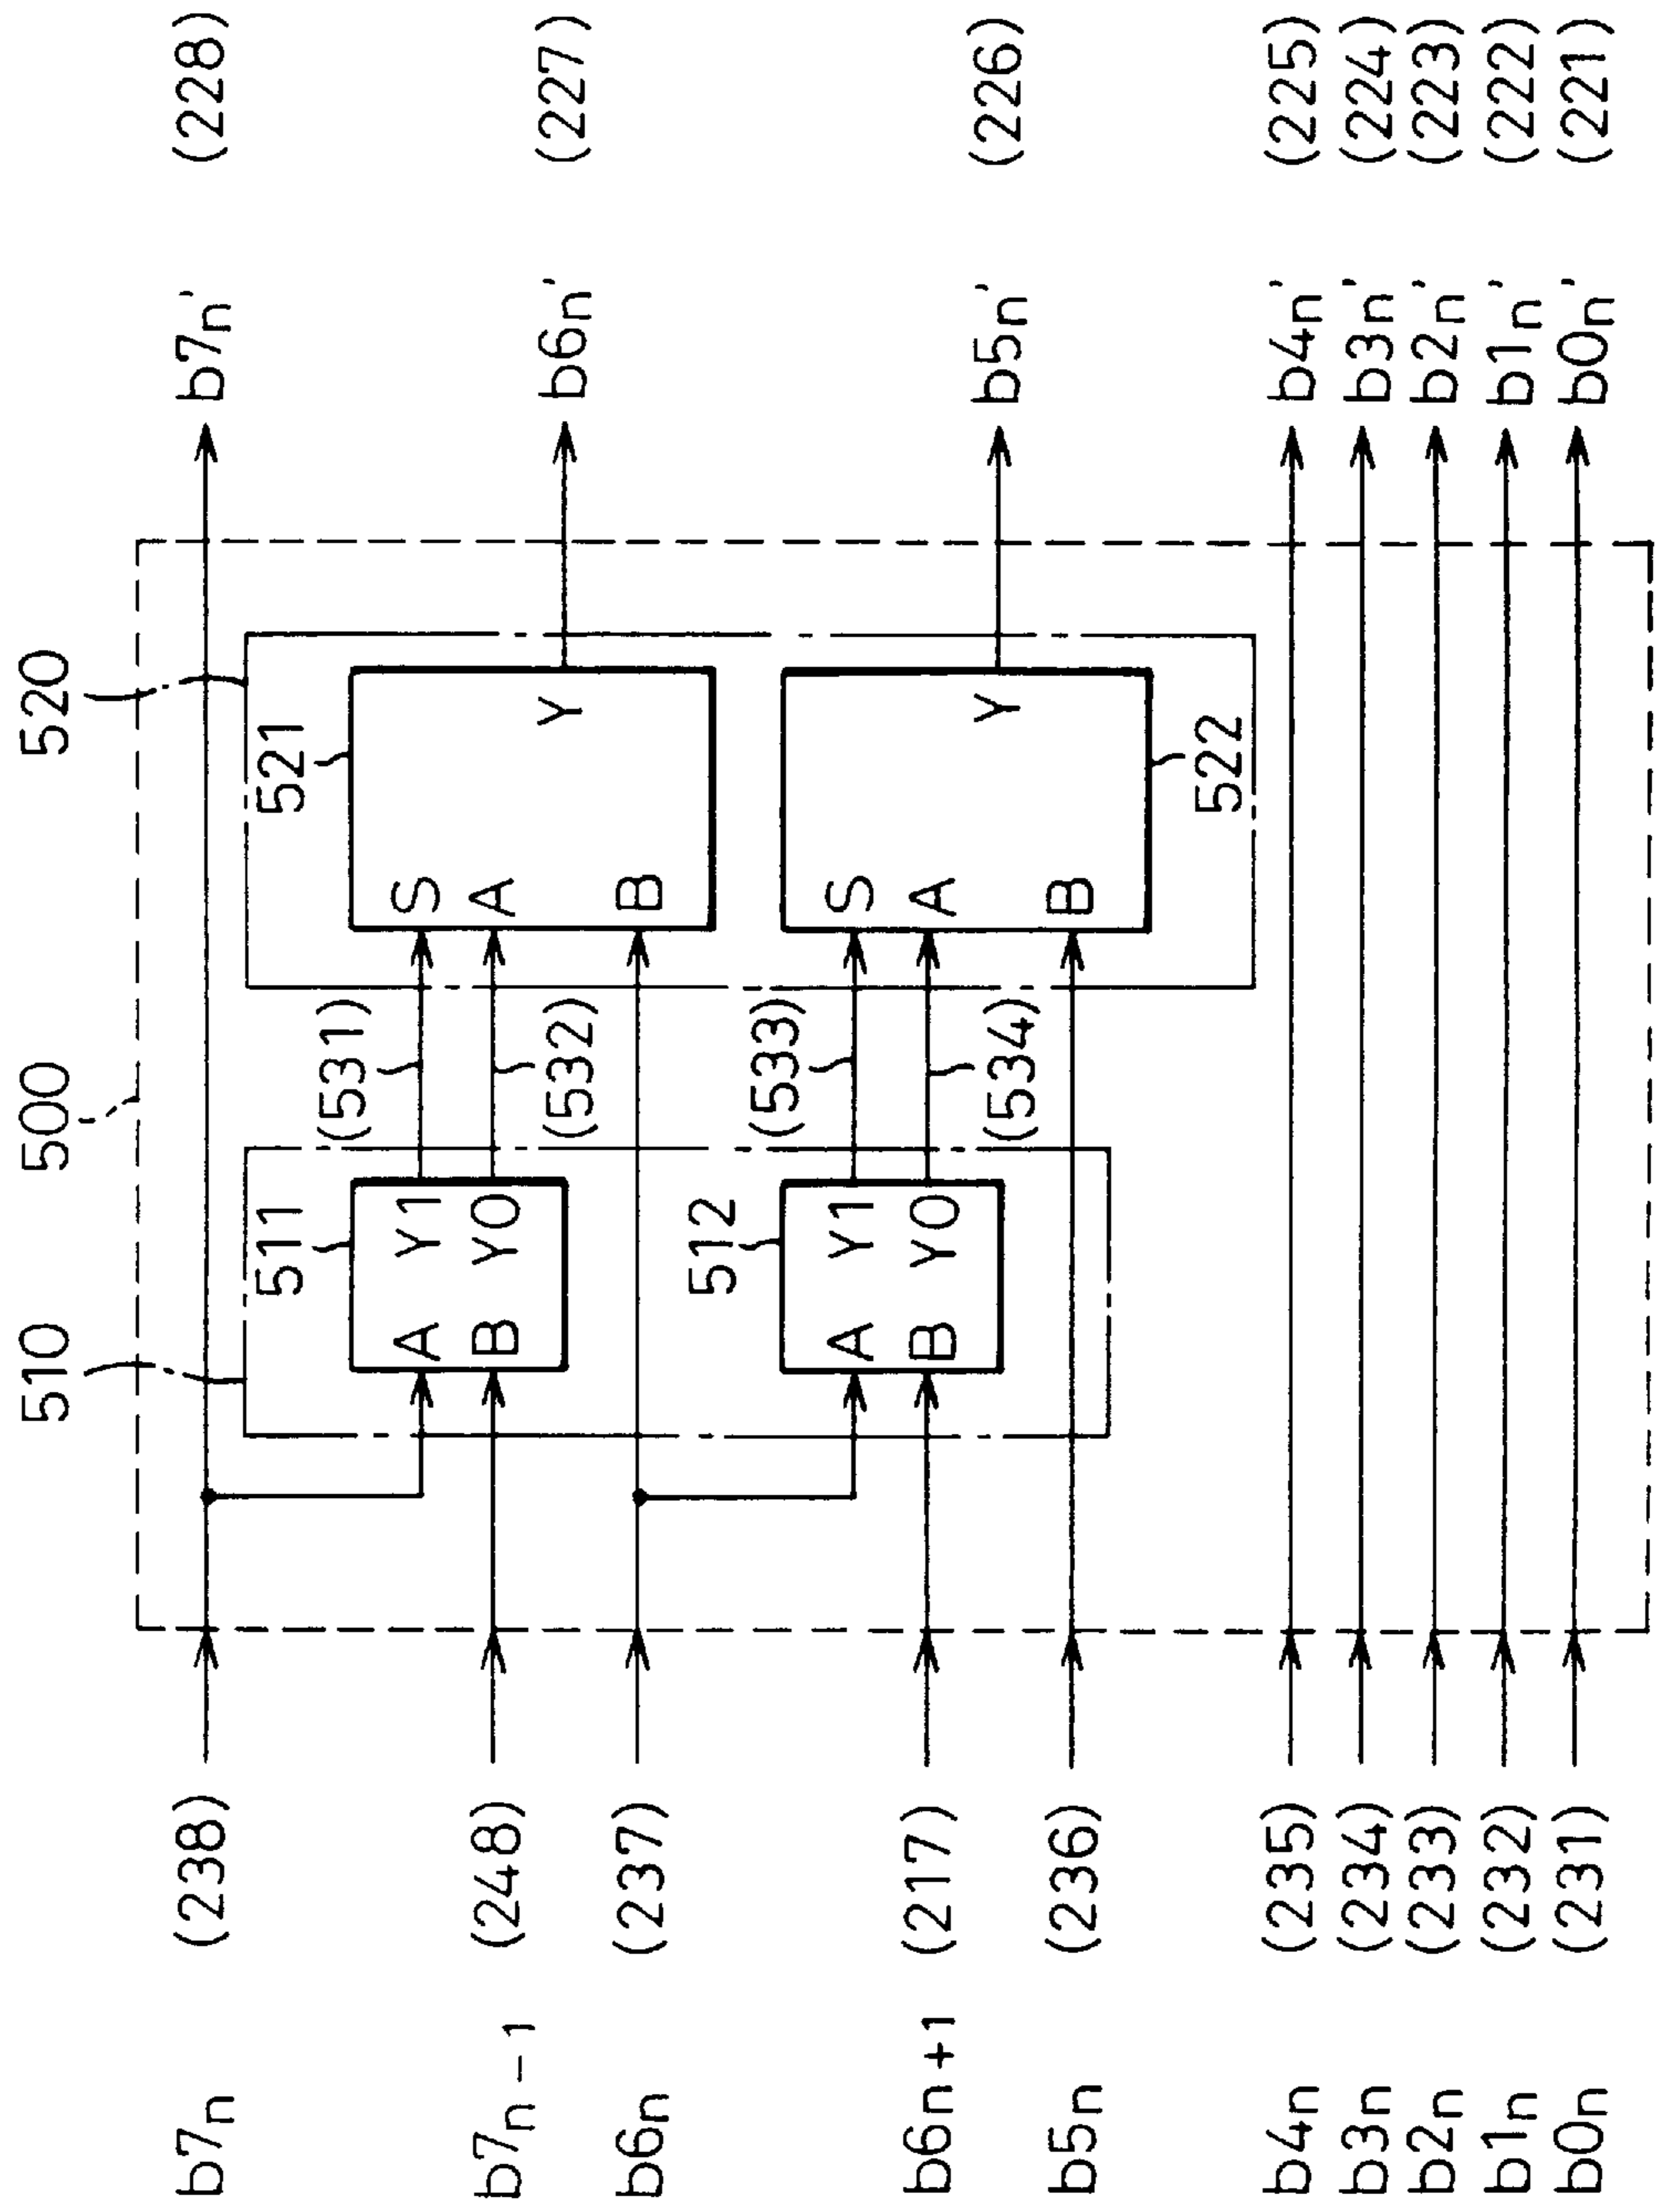 510
500
520
b7n
(238)
b7n'
(228)
511
A
Y1
(531)
521
S
b7n-1
(248)
B
Y0
A
Y
b6n'
(227)
(532)
b6n
(237)
B
512
(533)
A
Y1
S
b6n+1
(217)
B
Y0
A
Y
b5n'
(226)
(534)
b5n
(236)
B
522
b4n
(235)
b4n'
(225)
b3n
(234)
b3n'
(224)
b2n
(233)
b2n'
(223)
b1n
(232)
b1n'
(222)
b0n
(231)
b0n'
(221)